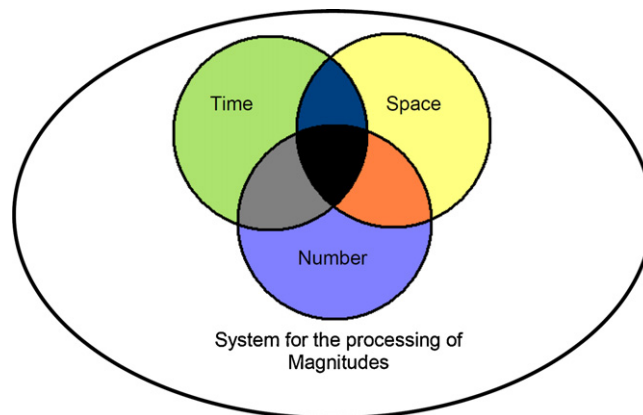 Time
Space
Number
System for the processing of
Magnitudes